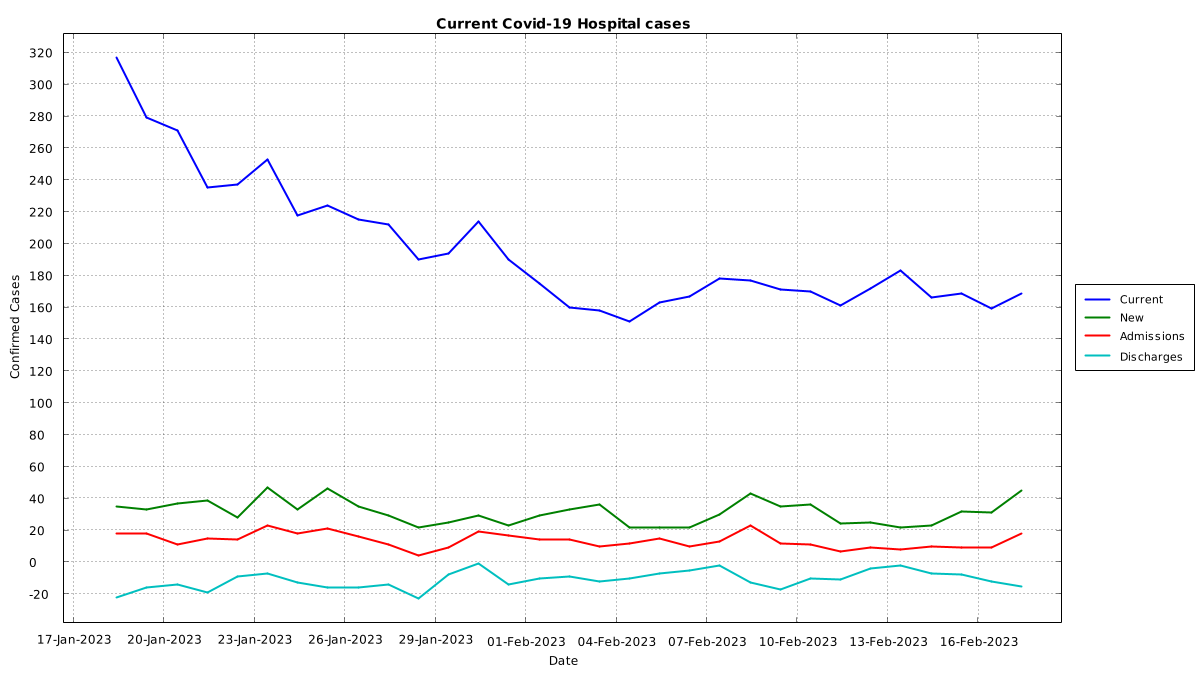 Current Covid-19 Hospital cases
Confirmed Cases
320
300
280
260
240
220
200
180
160
140
120
100
80
60
40
20
0
-20
17-Jan-2023 20-Jan-2023 23-Jan-2023 26-Jan-2023 29-Jan-2023 01-Feb-2023 04-Feb-2023 07-Feb-2023 10-Feb-2023 13-Feb-2023 16-Feb-2023
Date
Current
New
Admissions
Discharges